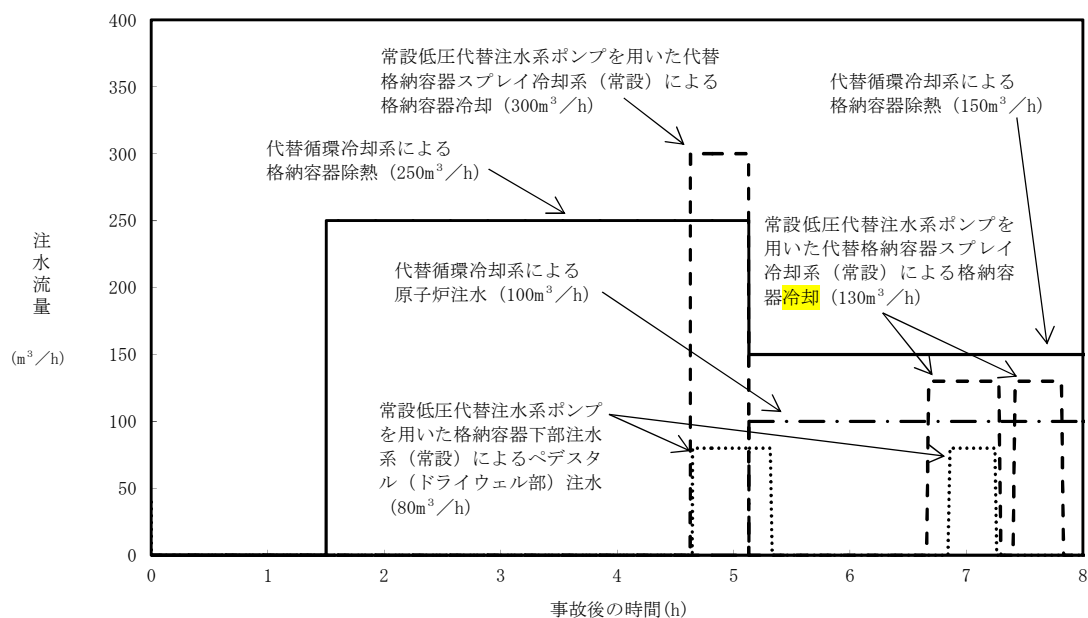 400
350
300
250
200
150
100
50
0
注水流量
(m³／h)
常設低圧代替注水系ポンプを用いた代替
格納容器スプレイ冷却系（常設）による
格納容器冷却（300m³／h）
代替循環冷却系による
格納容器除熱（150m³／h）
代替循環冷却系による
格納容器除熱（250m³／h）
常設低圧代替注水系ポンプを
用いた代替格納容器スプレイ
冷却系（常設）による格納容
器冷却（130m³／h）
代替循環冷却系による
原子炉注水（100m³／h）
常設低圧代替注水系ポンプ
を用いた格納容器下部注水
系（常設）によるペデスタ
ル（ドライウェル部）注水
（80m³／h）
0 1 2 3 4 5 6 7 8
事故後の時間(h)